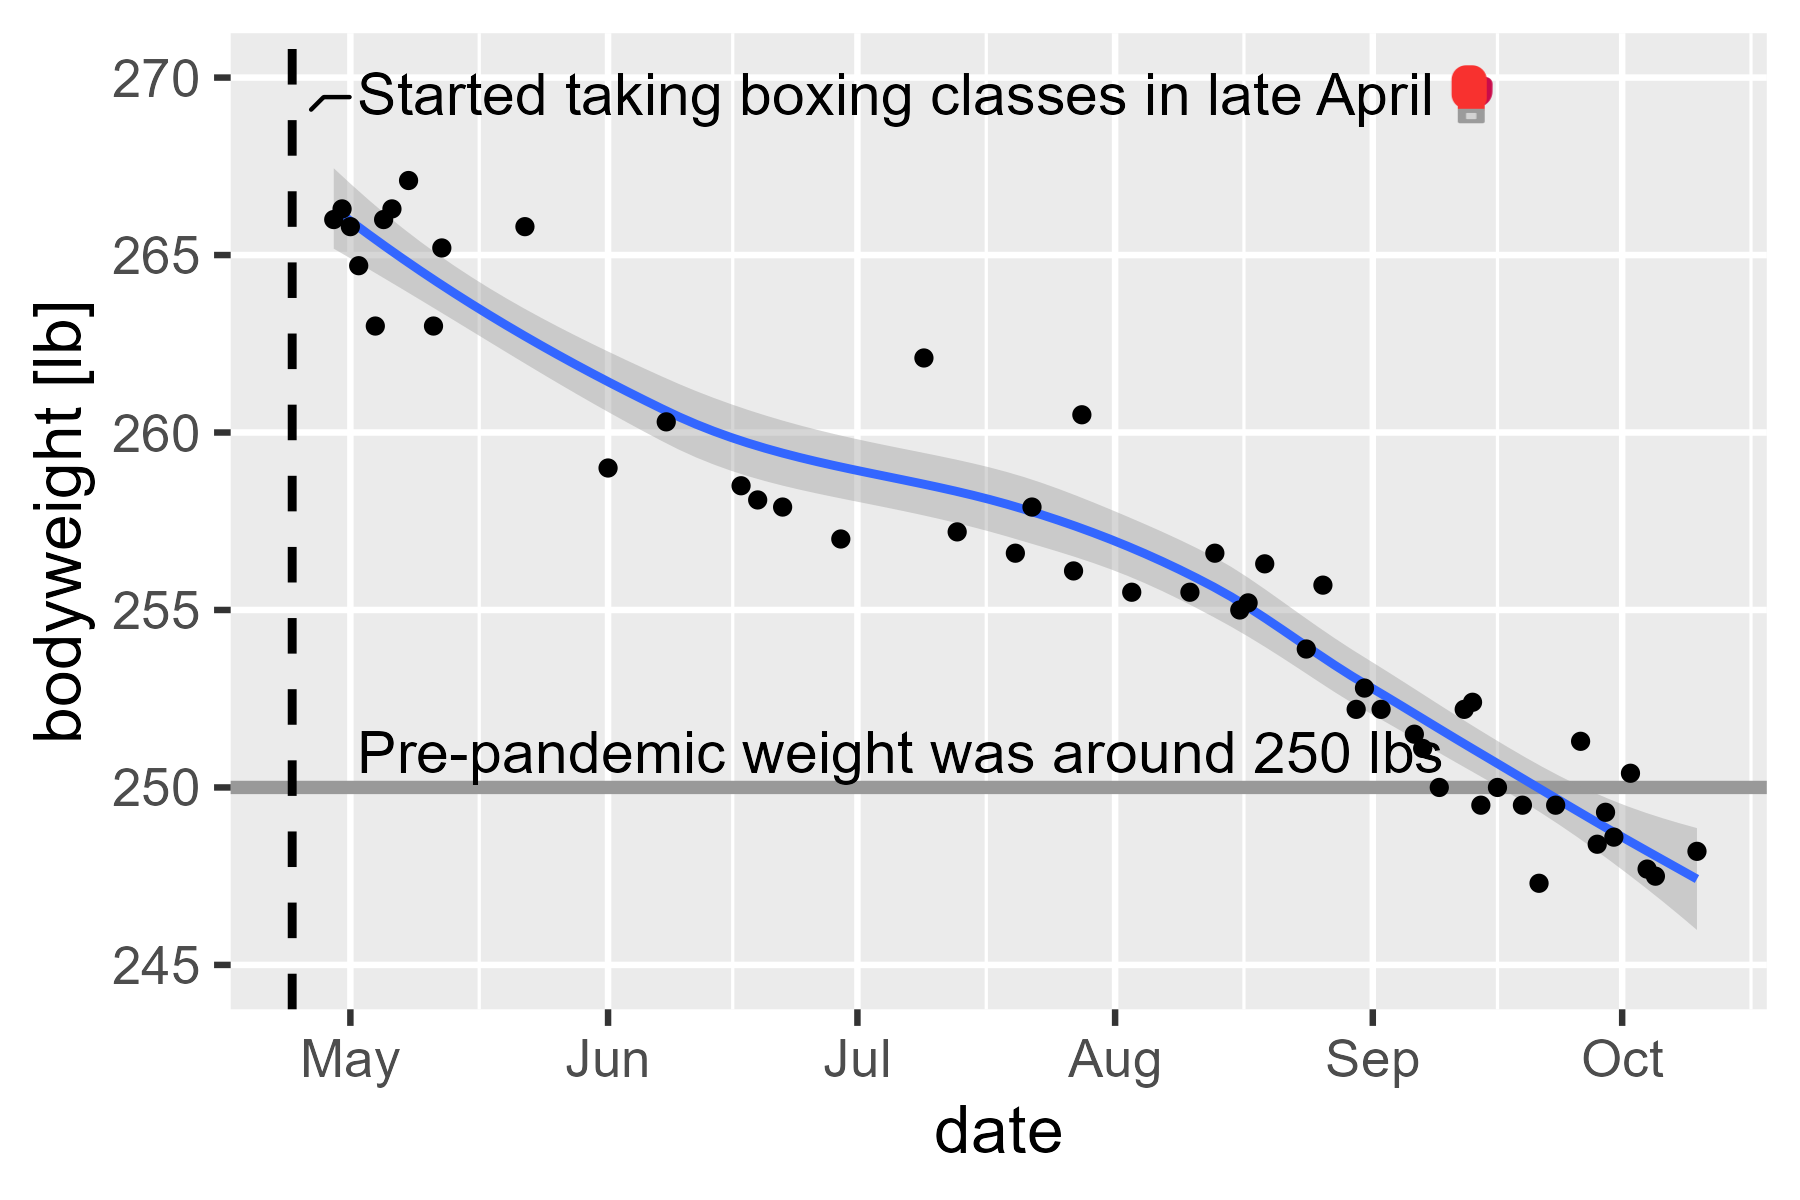 270
Started taking boxing classes in late April 🥊
265
260
255
Pre-pandemic weight was around 250 lbs
250
245
bodyweight [lb]
May Jun Jul Aug Sep Oct
date